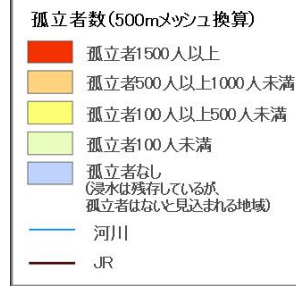 孤立者数(500mメッシュ換算)
孤立者1500人以上
孤立者500人以上1000人未満
孤立者100人以上500人未満
孤立者100人未満
孤立者なし
(浸水は残存しているが、
孤立者はないと見込まれる地域)
河川
JR